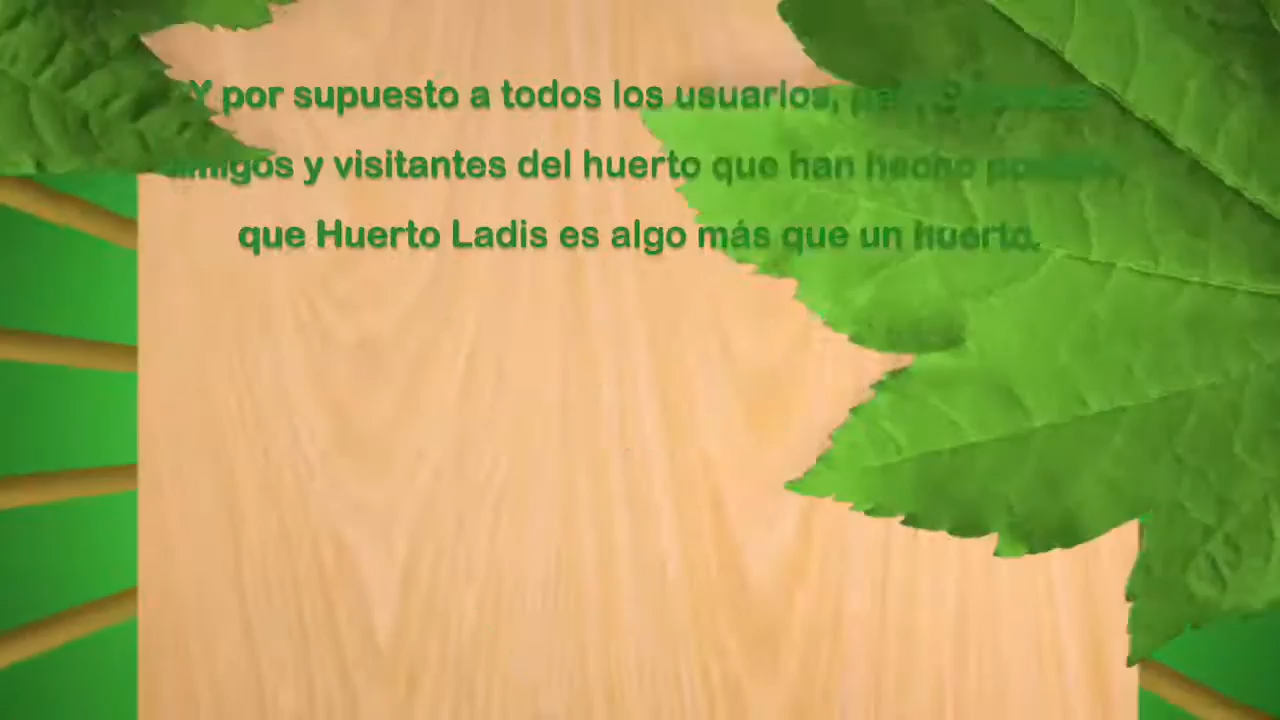 Y por supuesto a todos los usuarios,
amigos y visitantes del huerto que han hecho
que Huerto Ladis es algo más que un huerto.